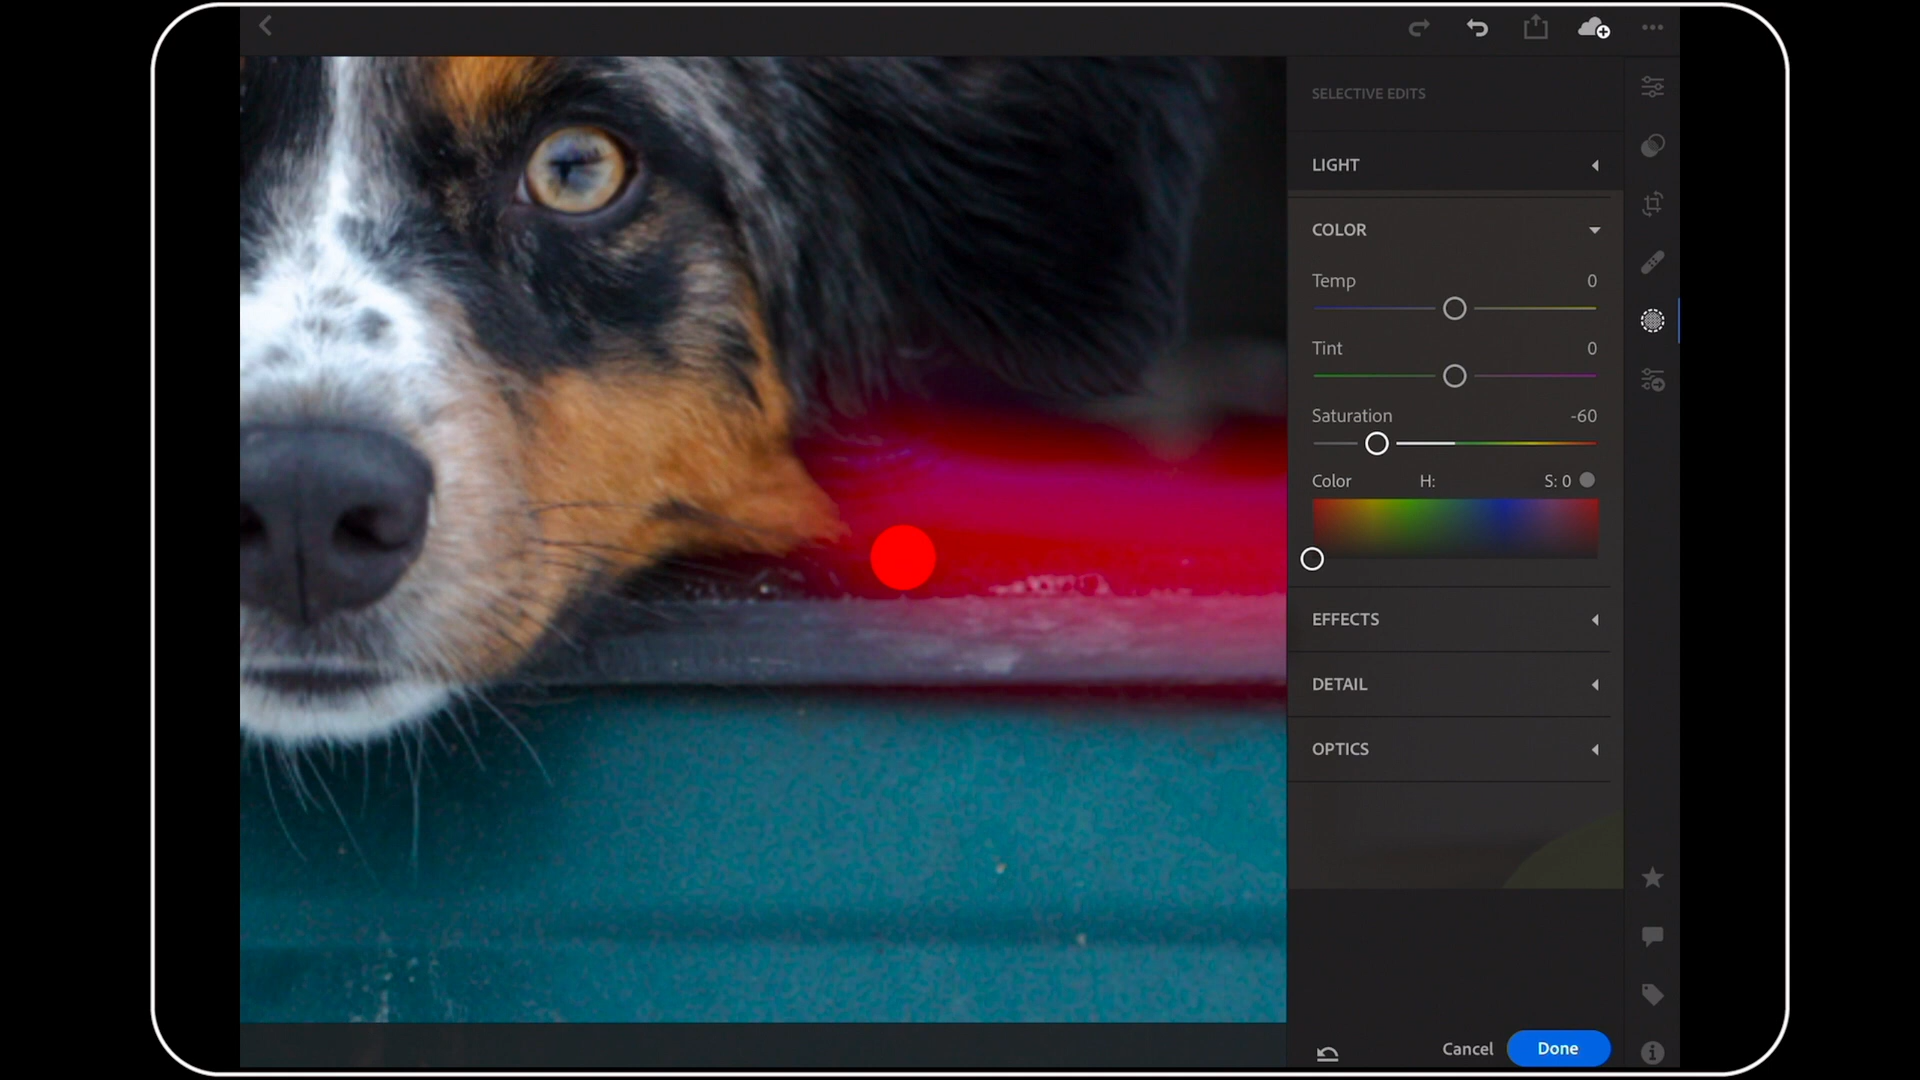 SELECTIVE EDITS
LIGHT
COLOR
Temp 0
Tint 0
Saturation -60
Color H: S: 0
EFFECTS
DETAIL
OPTICS
Cancel Done